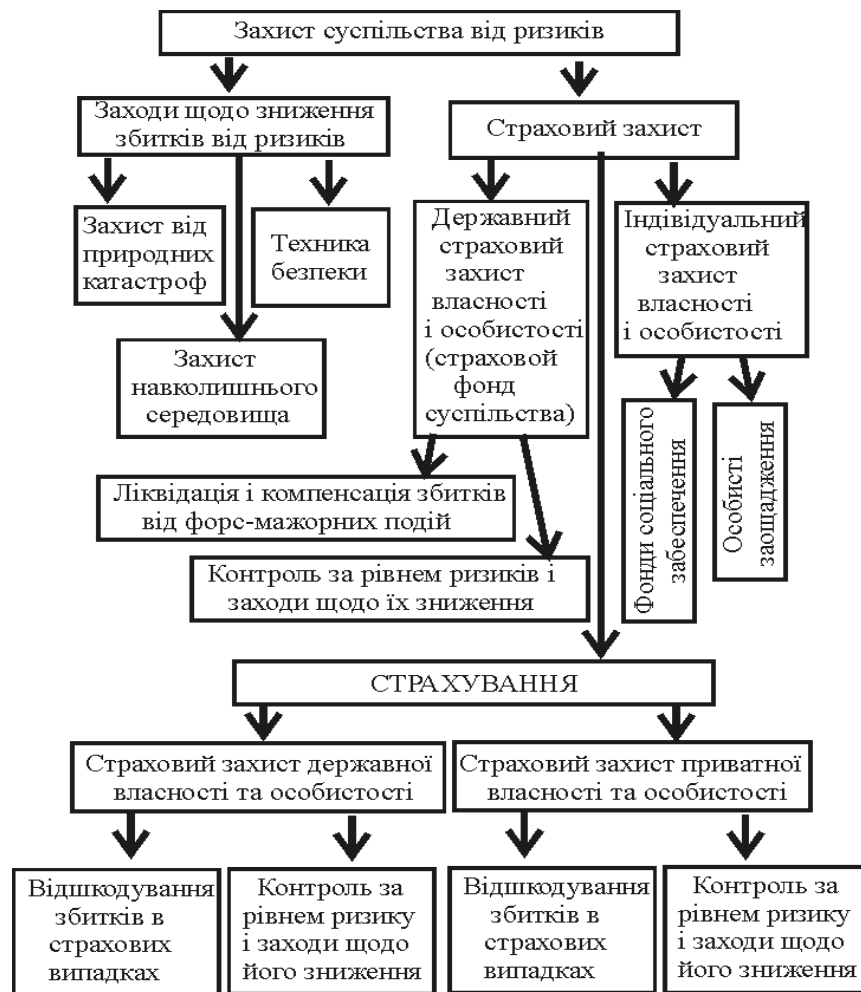 Захист суспільства від ризиків
Заходи щодо зниження
збитків від ризиків
Страховий захист
Захист від
природних
катастроф
Техніка
безпеки
Захист
навколишнього
середовища
Державний
страховий
захист
власності
і особистості
(страховой
фонд
суспільства)
Індівідуальний
страховий
захист
власності
і особистості
Ліквідація і компенсація збитків
від форс-мажорних подій
Контроль за рівнем ризиків і
заходи щодо їх зниження
Фонди соціального
забеспечення
Особисті
заощадження
СТРАХУВАННЯ
Страховий захист державної
власності та особистості
Страховий захист приватної
власності та особистості
Відшкодування
збитків в
страхових
випадках
Контроль за
рівнем ризику
і заходи щодо
його зниження
Відшкодування
збитків в
страхових
випадках
Контроль за
рівнем ризику
і заходи щодо
його зниження